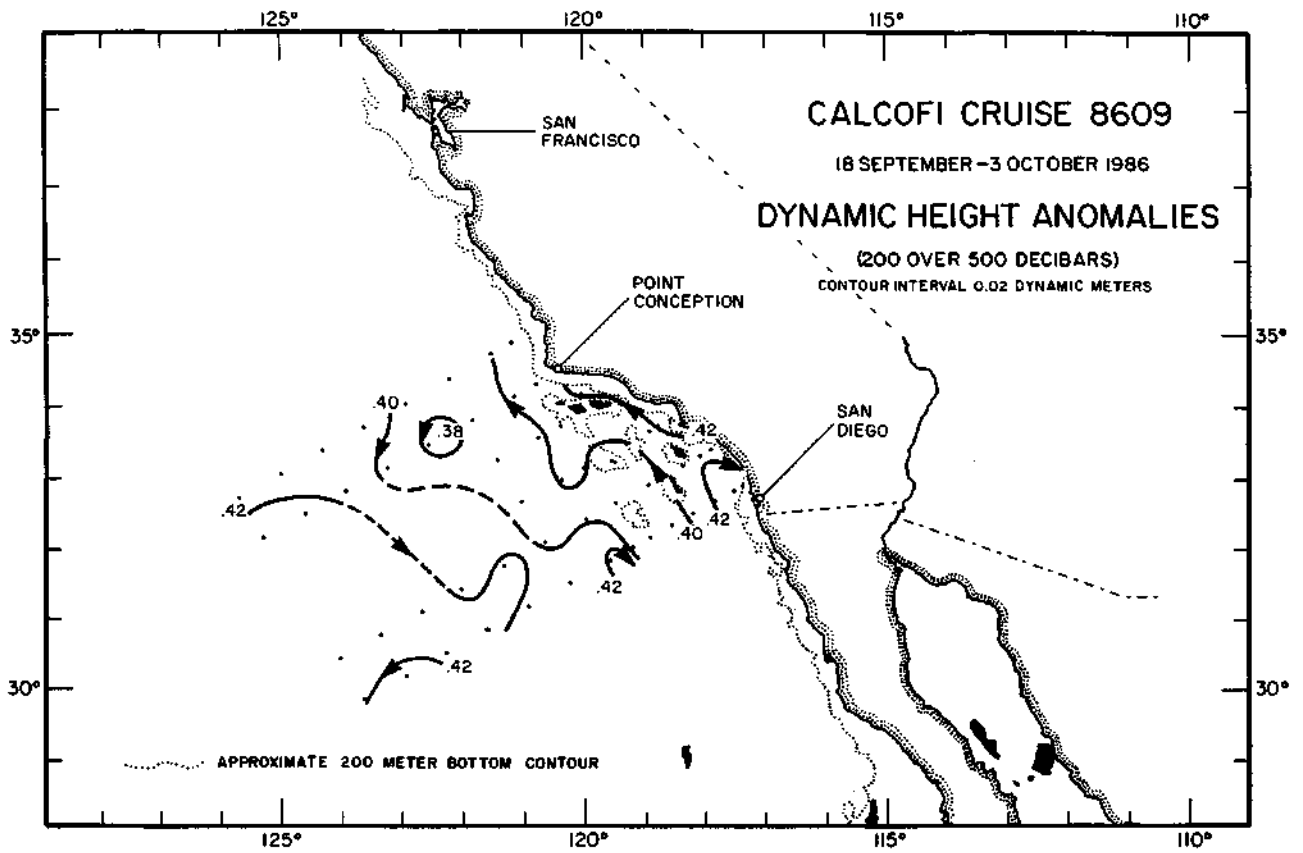 125°
120°
115°
110°
CALCOFI CRUISE 8609
18 SEPTEMBER-3 OCTOBER 1986
DYNAMIC HEIGHT ANOMALIES
(200 OVER 500 DECIBARS)
CONTOUR INTERVAL 0.02 DYNAMIC METERS
SAN
FRANCISCO
POINT
CONCEPTION
35°
35°
SAN
DIEGO
.40
.38
.42
.42
.42
.40
.42
.42
30°
30°
APPROXIMATE 200 METER BOTTOM CONTOUR
125°
120°
115°
110°